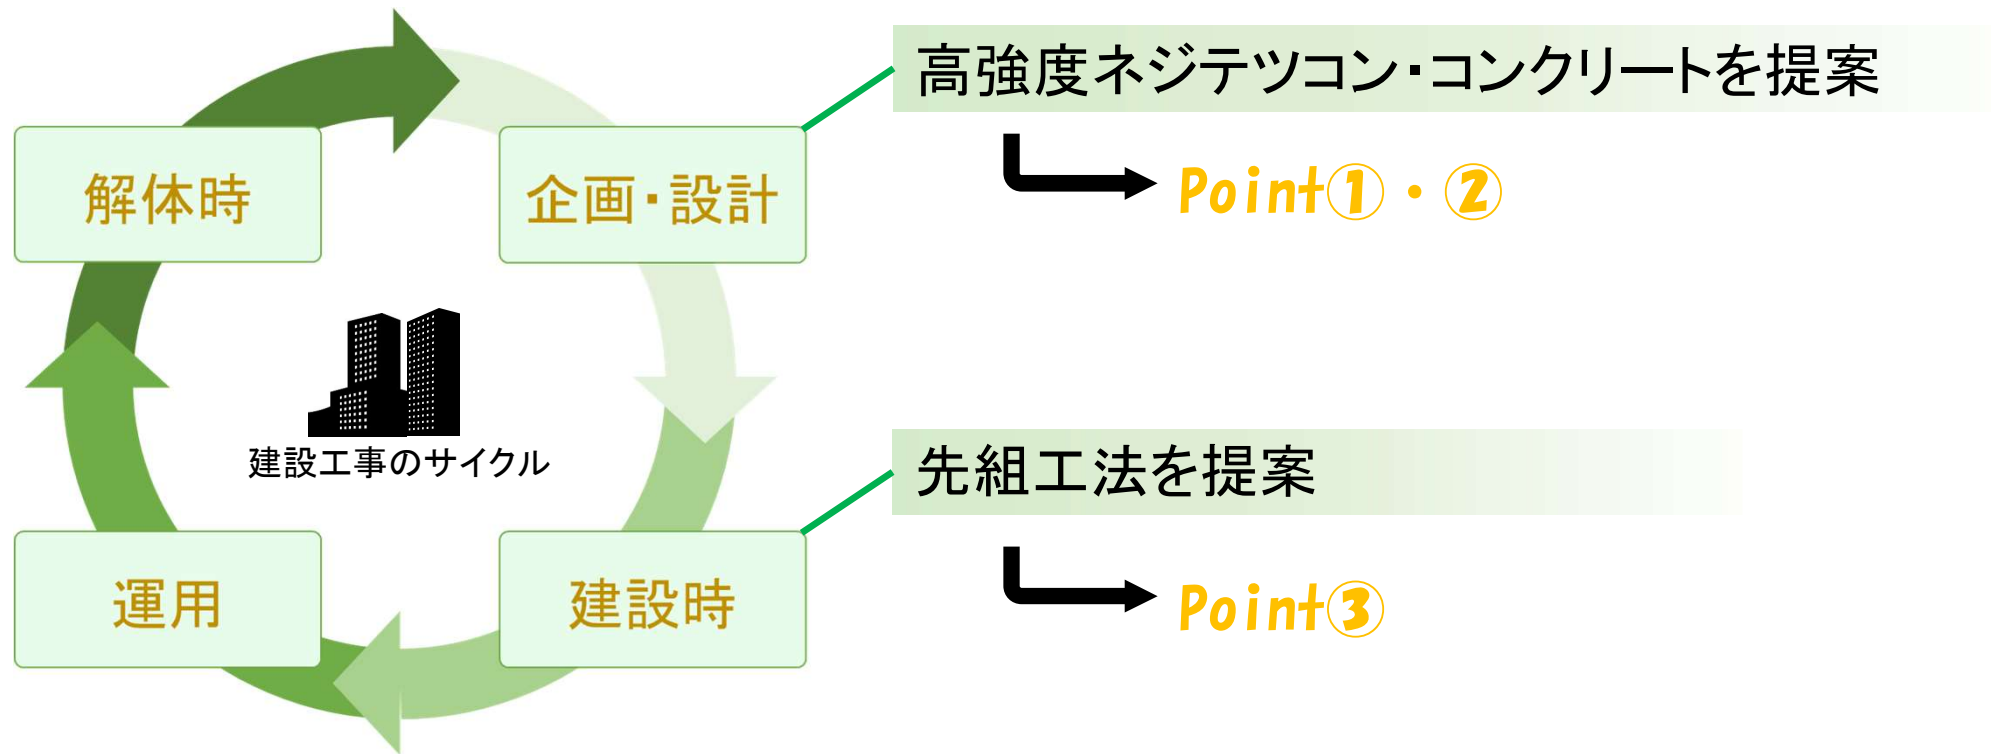 高強度ネジテツコン・コンクリートを提案
解体時
企画・設計
Point①・②
建設工事のサイクル
先組工法を提案
運用
建設時
Point③